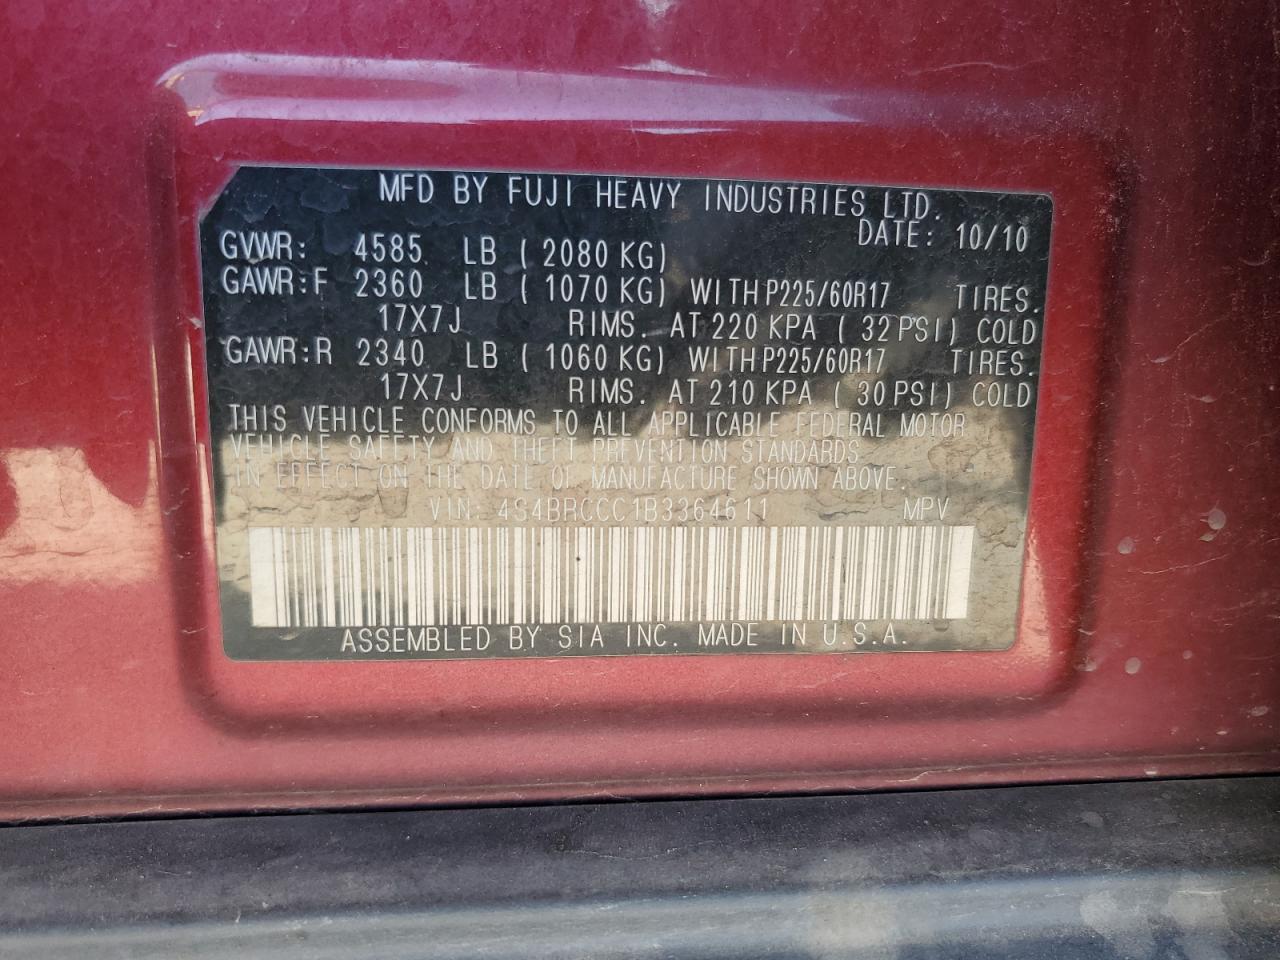 MFD BY FUJI HEAVY INDUSTRIES LTD.
DATE: 10/10
GVWR: 4585 LB ( 2080 KG)
GAWR:F 2360 LB ( 1070 KG) WITH P225/60R17 TIRES.
17X7J RIMS. AT 220 KPA ( 32 PSI) COLD
GAWR:R 2340 LB ( 1060 KG) WITH P225/60R17 TIRES.
17X7J RIMS. AT 210 KPA ( 30 PSI) COLD
THIS VEHICLE CONFORMS TO ALL APPLICABLE FEDERAL MOTOR
VEHICLE SAFETY AND THEFT PREVENTION STANDARDS
IN EFFECT ON THE DATE OF MANUFACTURE SHOWN ABOVE.
VIN: 4S4BRCCC1B3364611 MPV
ASSEMBLED BY SIA INC. MADE IN U.S.A.